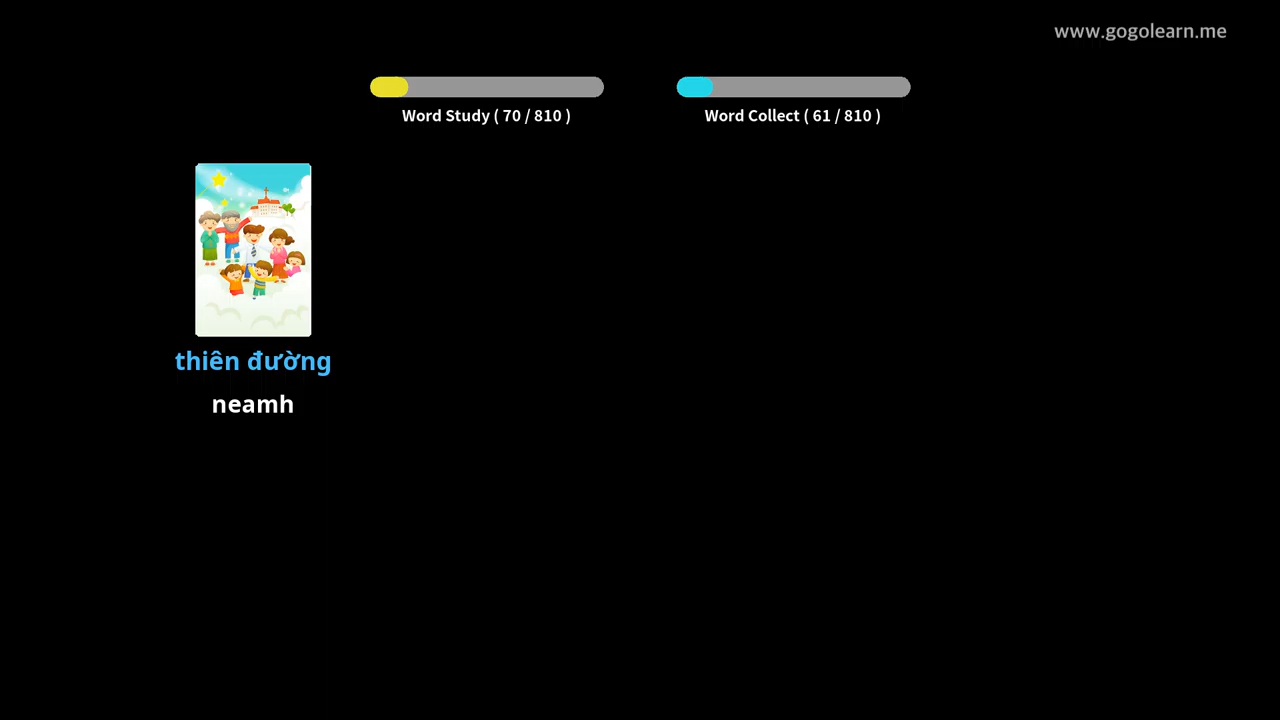 www.gogolearn.me
Word Study ( 70 / 810 )
Word Collect ( 61 / 810 )
thiên đường
neamh